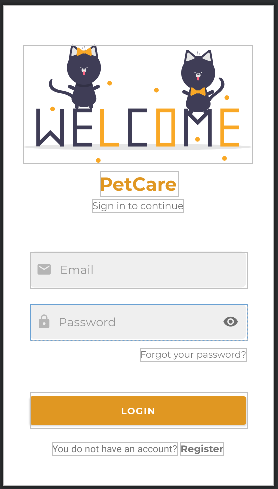 WELCOME
PetCare
Sign in to continue
Email
Password
Forgot your password?
LOGIN
You do not have an account? Register